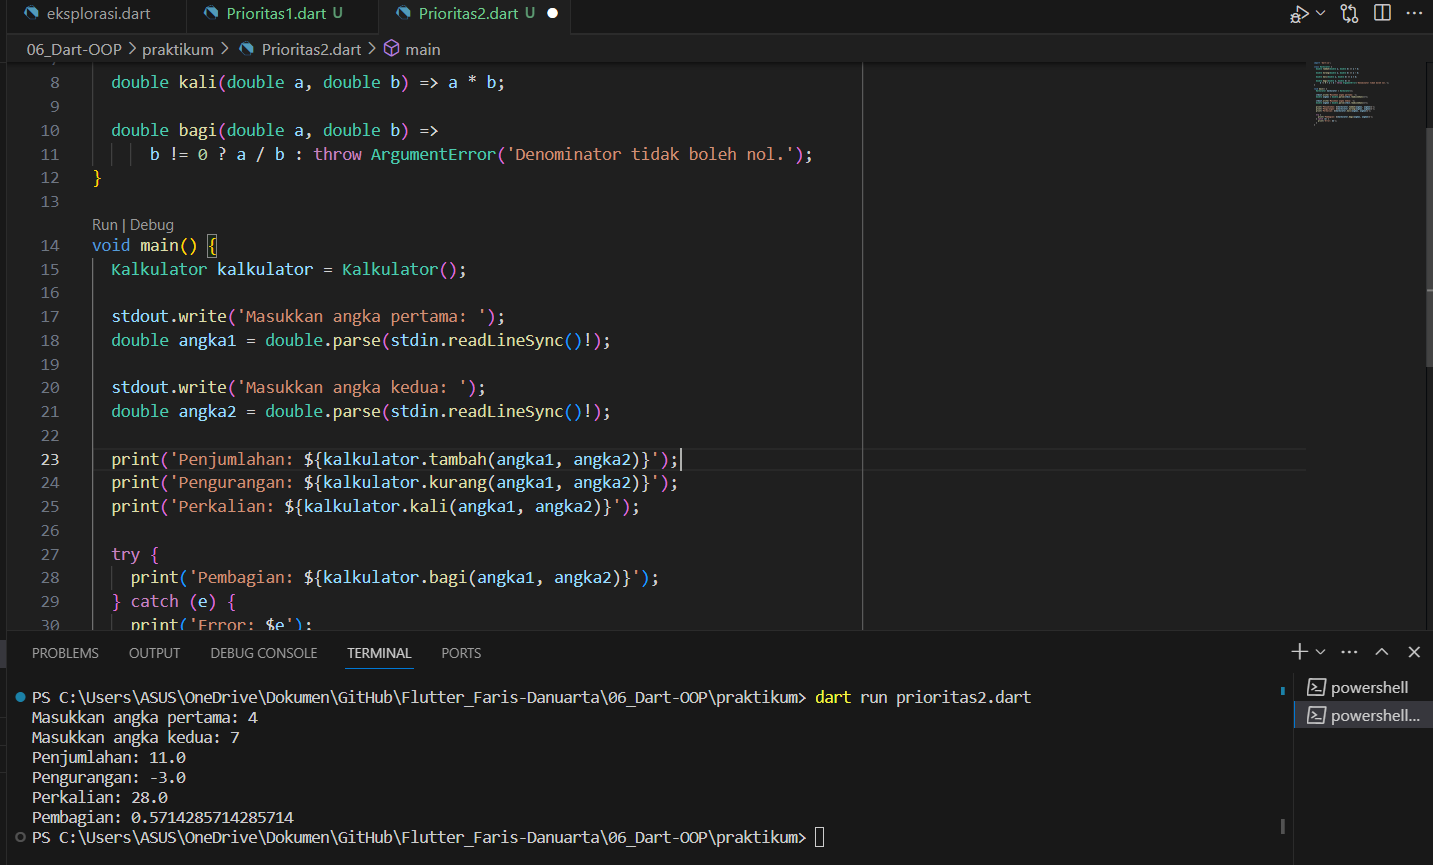 eksplorasi.dart
Prioritas1.dart U
Prioritas2.dart U
06_Dart-OOP > praktikum > Prioritas2.dart > main
8 double kali(double a, double b) => a * b;
9
10 double bagi(double a, double b) =>
11 b != 0 ? a / b : throw ArgumentError('Denominator tidak boleh nol.');
12 }
13
Run | Debug
14 void main() {
15 Kalkulator kalkulator = Kalkulator();
16
17 stdout.write('Masukkan angka pertama: ');
18 double angka1 = double.parse(stdin.readLineSync()!);
19
20 stdout.write('Masukkan angka kedua: ');
21 double angka2 = double.parse(stdin.readLineSync()!);
22
23 print('Penjumlahan: ${kalkulator.tambah(angka1, angka2)}');
24 print('Pengurangan: ${kalkulator.kurang(angka1, angka2)}');
25 print('Perkalian: ${kalkulator.kali(angka1, angka2)}');
26
27 try {
28 print('Pembagian: ${kalkulator.bagi(angka1, angka2)}');
29 } catch (e) {
30 print('Error: $e');
PROBLEMS OUTPUT DEBUG CONSOLE TERMINAL PORTS
PS C:\Users\ASUS\OneDrive\Dokumen\GitHub\Flutter_Faris-Danuarta\06_Dart-OOP\praktikum> dart run prioritas2.dart
Masukkan angka pertama: 4
Masukkan angka kedua: 7
Penjumlahan: 11.0
Pengurangan: -3.0
Perkalian: 28.0
Pembagian: 0.5714285714285714
PS C:\Users\ASUS\OneDrive\Dokumen\GitHub\Flutter_Faris-Danuarta\06_Dart-OOP\praktikum>
powershell
powershell...